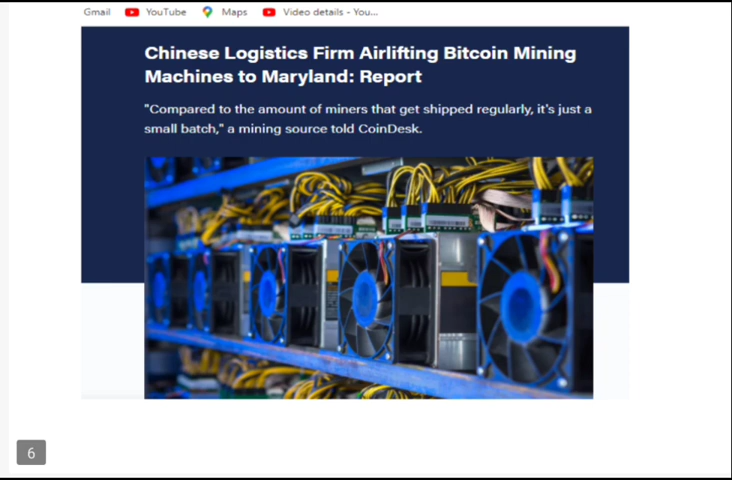 Gmail YouTube Maps Video details - You...
Chinese Logistics Firm Airlifting Bitcoin Mining
Machines to Maryland: Report
"Compared to the amount of miners that get shipped regularly, it's just a
small batch," a mining source told CoinDesk.
6